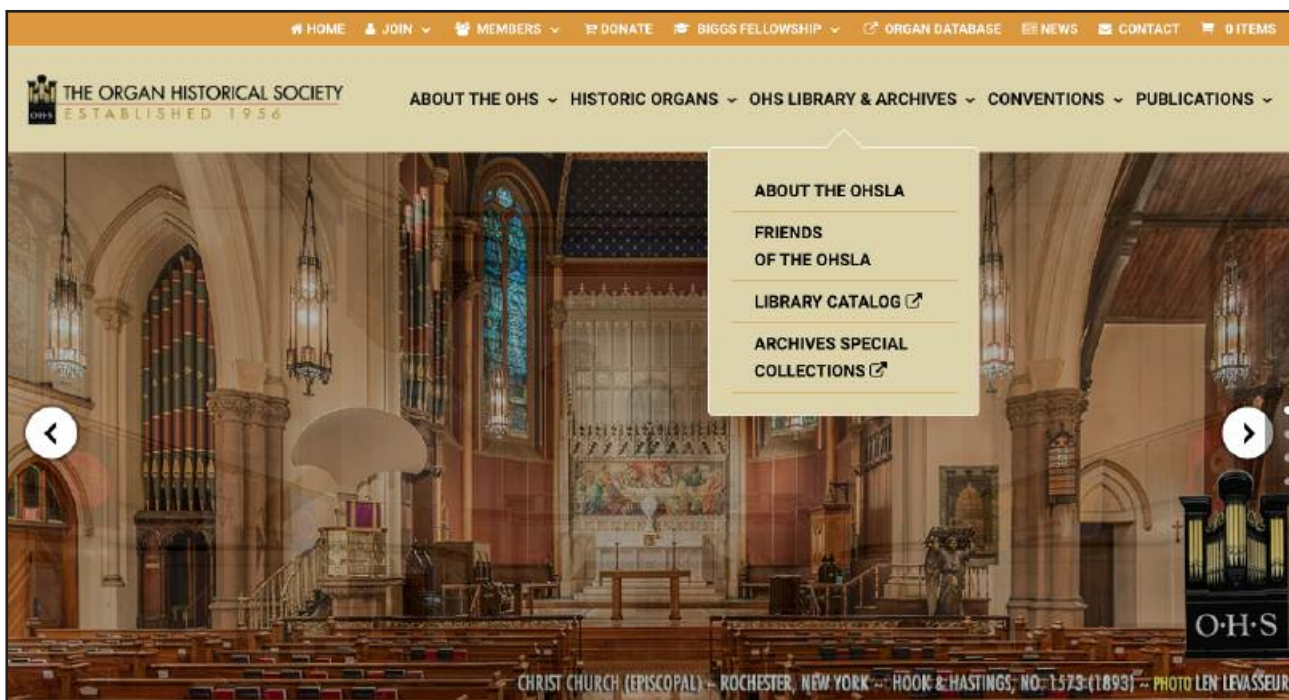 HOME JOIN MEMBERS DONATE BIGGS FELLOWSHIP ORGAN DATABASE NEWS CONTACT 0 ITEMS
THE ORGAN HISTORICAL SOCIETY
ESTABLISHED 1956
OHS
ABOUT THE OHS HISTORIC ORGANS OHS LIBRARY & ARCHIVES CONVENTIONS PUBLICATIONS
ABOUT THE OHSLA
FRIENDS
OF THE OHSLA
LIBRARY CATALOG
ARCHIVES SPECIAL
COLLECTIONS
O·H·S
CHRIST CHURCH (EPISCOPAL) ~ ROCHESTER, NEW YORK ~ HOOK & HASTINGS, NO. 1573 (1893) ~ PHOTO LEN LEVASSEUR